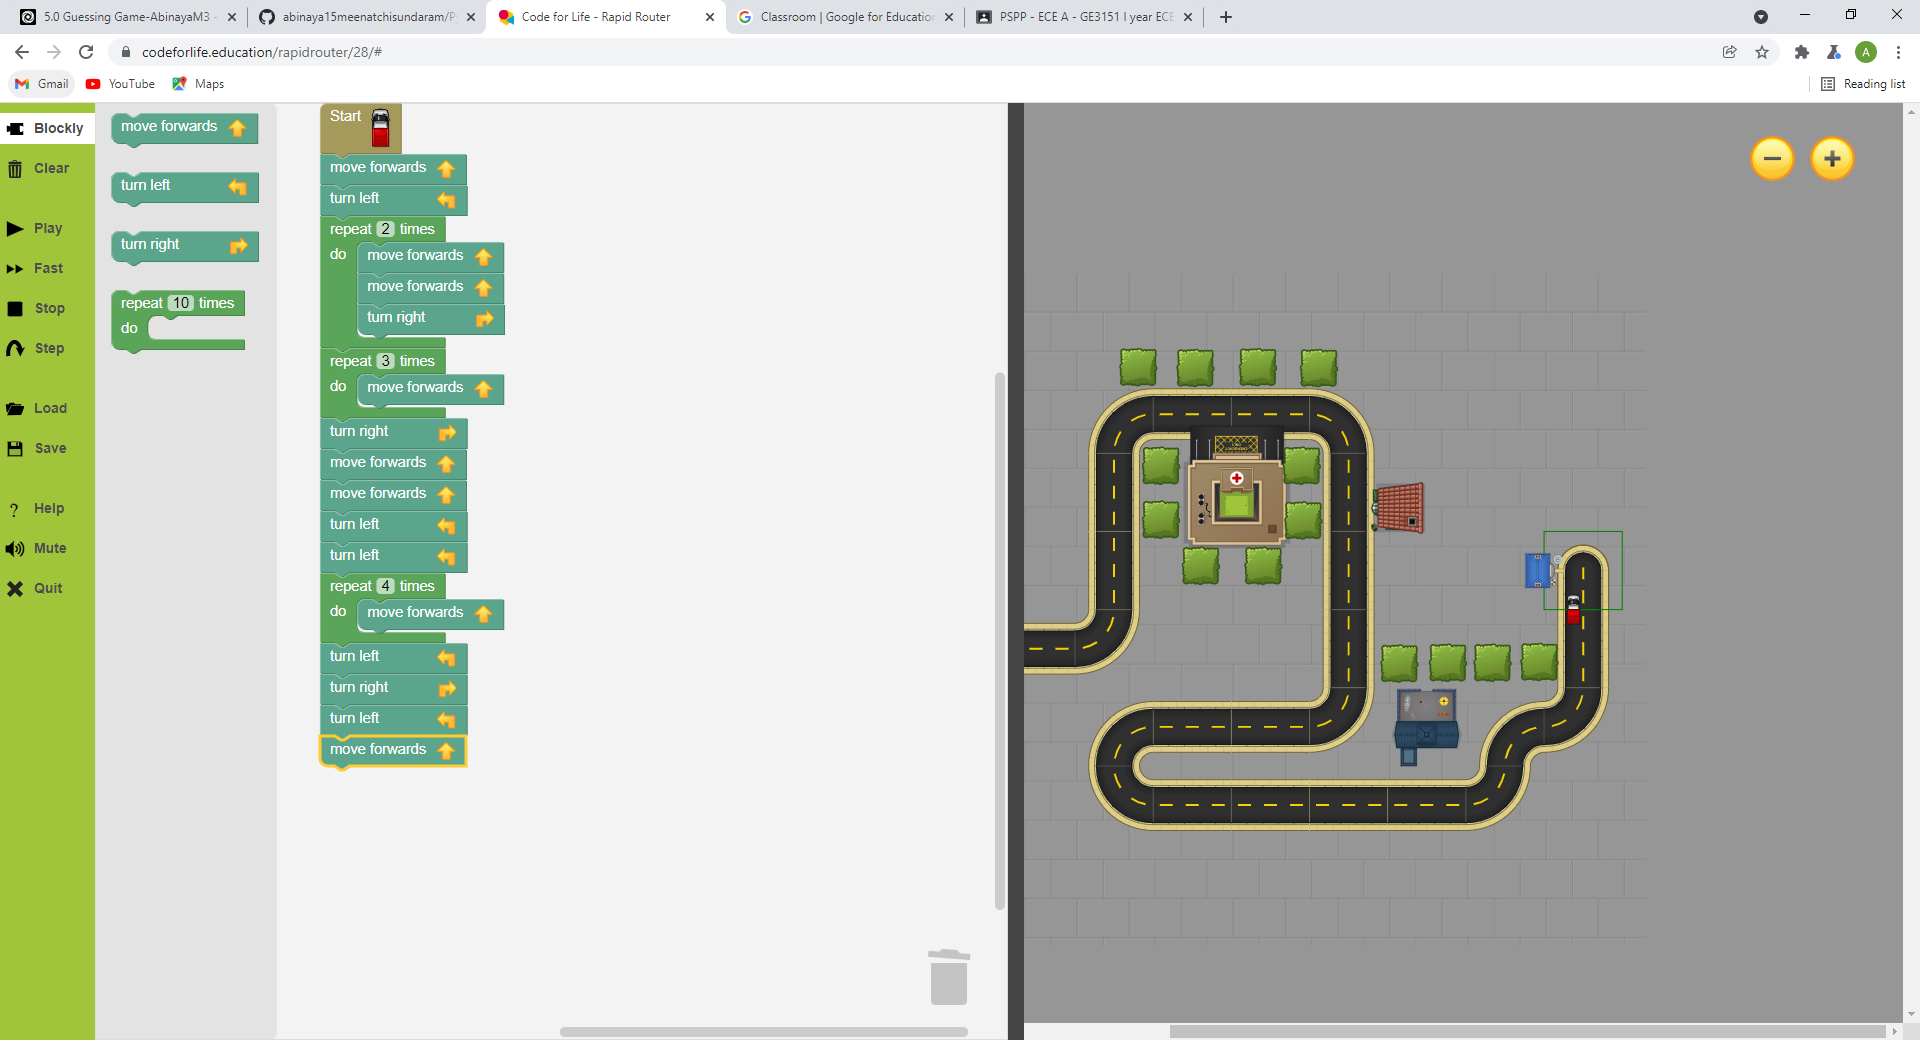 5.0 Guessing Game-AbinayaM3 -
abinaya15meenatchisundaram/P
Code for Life - Rapid Router
Classroom | Google for Education
PSPP - ECE A - GE3151 I year ECE
codeforlife.education/rapidrouter/28/#
A
Gmail
YouTube
Maps
Reading list
Blockly
Clear
Play
Fast
Stop
Step
Load
Save
Help
Mute
Quit
move forwards
turn left
turn right
repeat 10 times
do
Start
move forwards
turn left
repeat 2 times
do move forwards
move forwards
turn right
repeat 3 times
do move forwards
turn right
move forwards
move forwards
turn left
turn left
repeat 4 times
do move forwards
turn left
turn right
turn left
move forwards